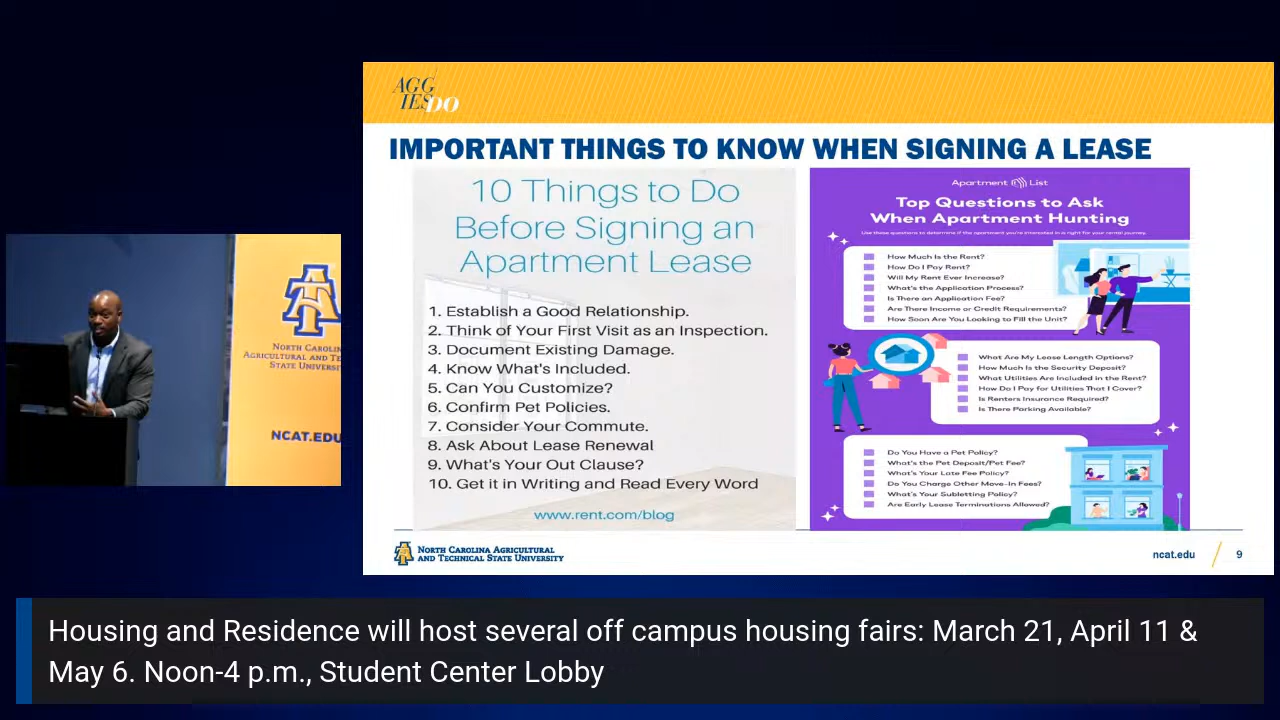 AGG
IESDO
IMPORTANT THINGS TO KNOW WHEN SIGNING A LEASE
10 Things to Do
Before Signing an
Apartment Lease
1. Establish a Good Relationship.
2. Think of Your First Visit as an Inspection.
3. Document Existing Damage.
4. Know What's Included.
5. Can You Customize?
6. Confirm Pet Policies.
7. Consider Your Commute.
8. Ask About Lease Renewal
9. What's Your Out Clause?
10. Get it in Writing and Read Every Word
www.rent.com/blog
Apartment List
Top Questions to Ask
When Apartment Hunting
Use these questions to determine if the apartment you're interested in is right for your rental journey.
How Much Is the Rent?
How Do I Pay Rent?
Will My Rent Ever Increase?
What's the Application Process?
Is There an Application Fee?
Are There Income or Credit Requirements?
How Soon Are You Looking to Fill the Unit?
What Are My Lease Length Options?
How Much Is the Security Deposit?
What Utilities Are Included in the Rent?
How Do I Pay for Utilities That I Cover?
Is Renters Insurance Required?
Is There Parking Available?
Do You Have a Pet Policy?
What's the Pet Deposit/Pet Fee?
What's Your Late Fee Policy?
Do You Charge Other Move-In Fees?
What's Your Subletting Policy?
Are Early Lease Terminations Allowed?
North Carolina Agricultural
and Technical State University
ncat.edu / 9
North Carolin
Agricultural and Te
State Universit
NCAT.EDU
Housing and Residence will host several off campus housing fairs: March 21, April 11 &
May 6. Noon-4 p.m., Student Center Lobby